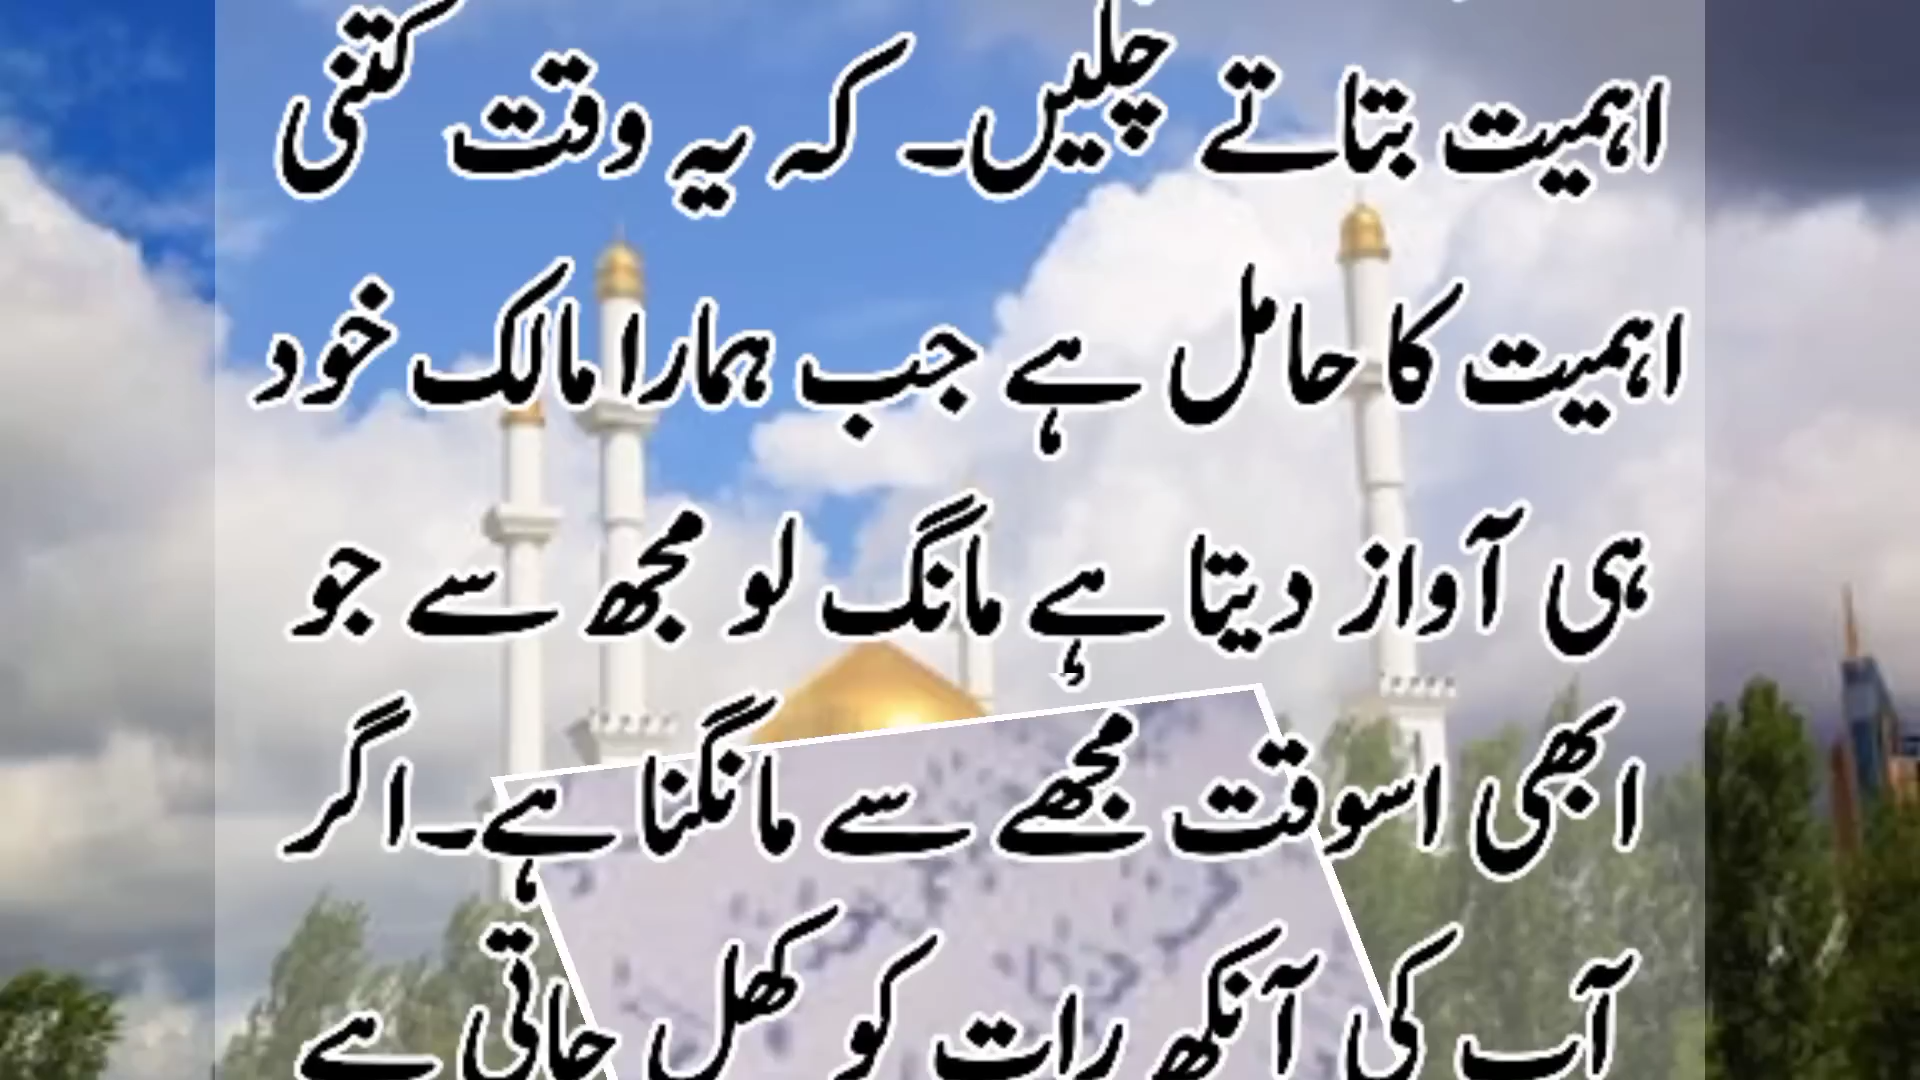 اہمیت بتاتے چلیں۔ کہ یہ وقت کتنی
اہمیت کا حامل ہے جب ہمارا مالک خود
ہی آواز دیتا ہے مانگ لو مجھ سے جو
ابھی اسوقت مجھے سے مانگنا ہے۔ اگر
آپ کی آنکھ رات کو کھل جاتی ہے